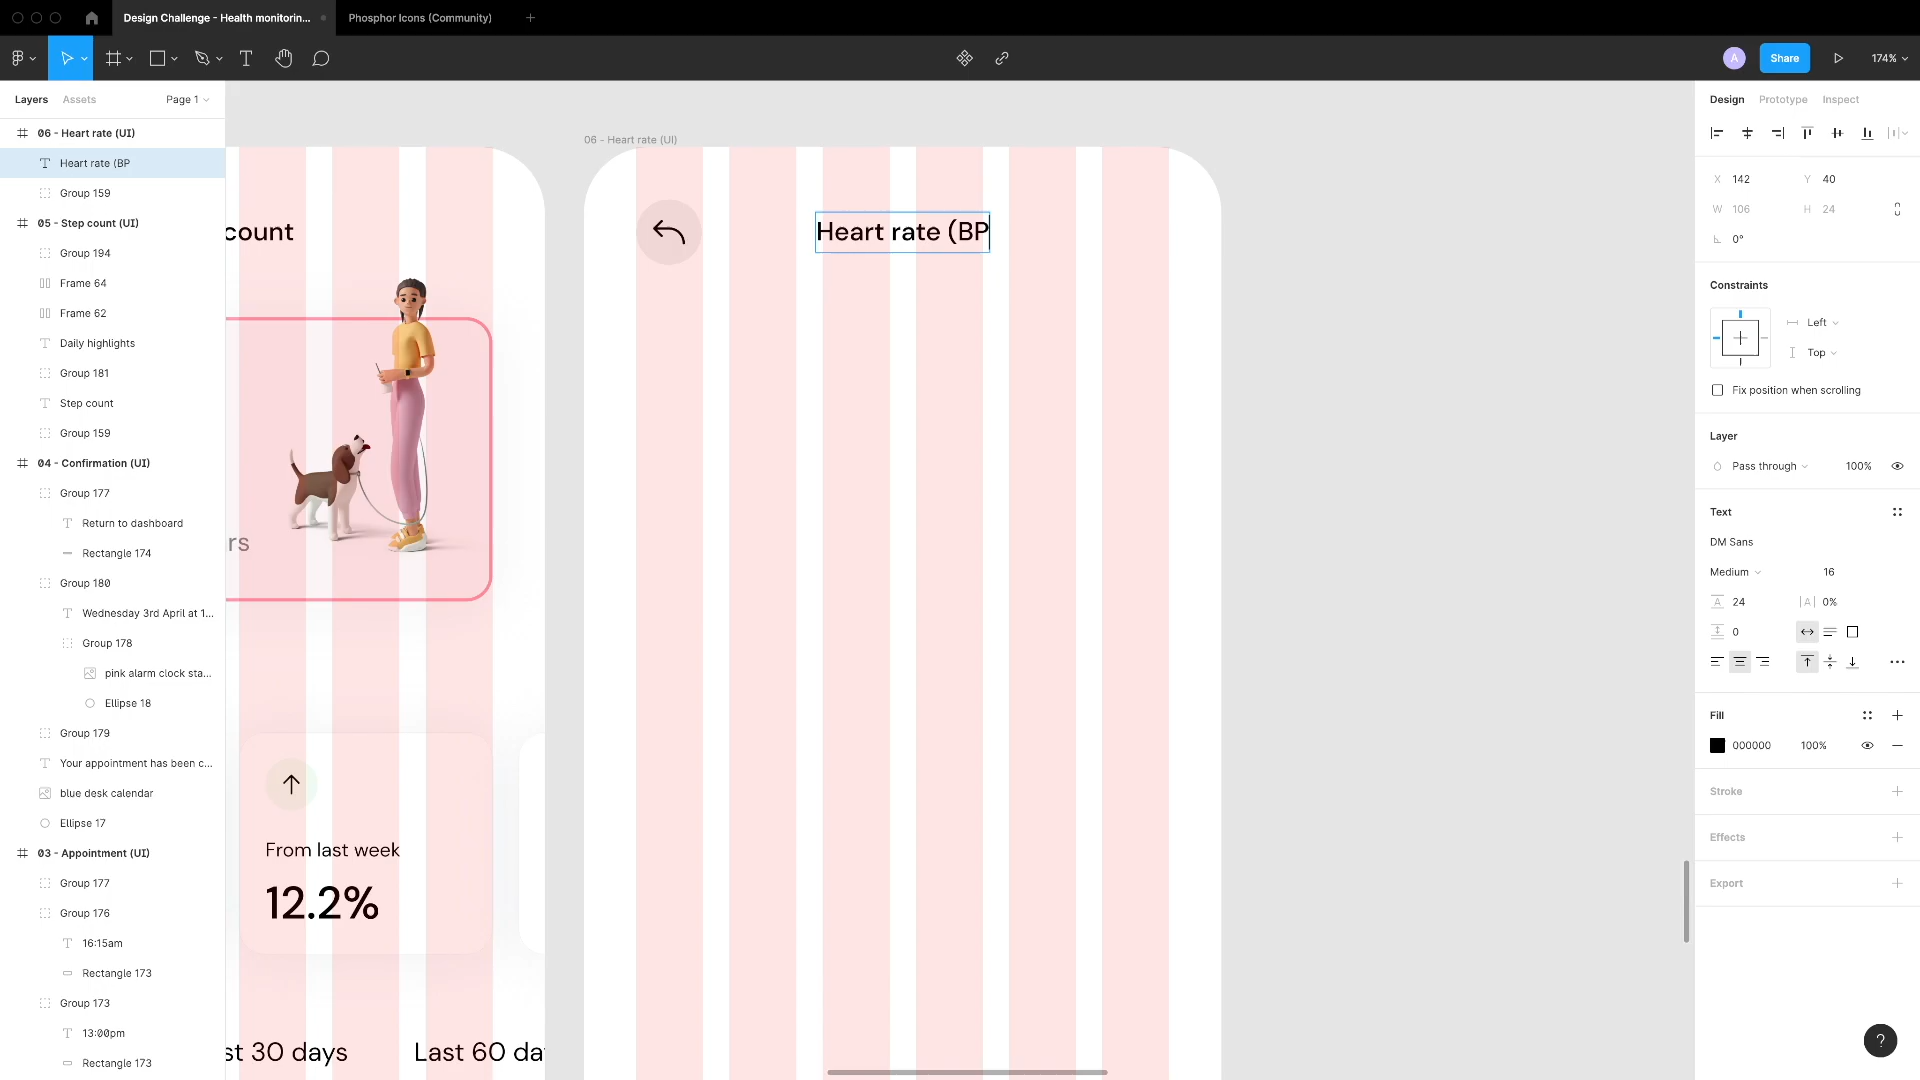 Design Challenge - Health monitorin...
Phosphor Icons (Community)
A
Share
174%
Layers
Assets
Page 1
06 - Heart rate (UI)
Heart rate (BP
Group 159
05 - Step count (UI)
Group 194
Frame 64
Frame 62
Daily highlights
Group 181
Step count
Group 159
04 - Confirmation (UI)
Group 177
Return to dashboard
Rectangle 174
Group 180
Wednesday 3rd April at 1...
Group 178
pink alarm clock sta...
Ellipse 18
Group 179
Your appointment has been c...
blue desk calendar
Ellipse 17
03 - Appointment (UI)
Group 177
Group 176
16:15am
Rectangle 173
Group 173
13:00pm
Rectangle 173
count
rs
From last week
12.2%
st 30 days
Last 60 da
06 - Heart rate (UI)
Heart rate (BP
Design
Prototype
Inspect
X 142
Y 40
W 106
H 24
0°
Constraints
Left
Top
Fix position when scrolling
Layer
Pass through
100%
Text
DM Sans
Medium
16
A 24
A 0%
0
Fill
000000
100%
Stroke
Effects
Export
?